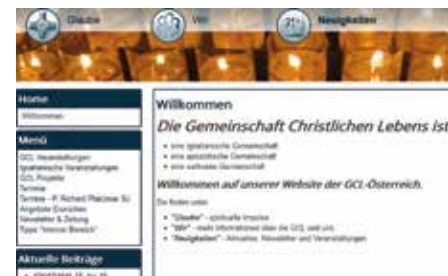 Glaube
Wir
Neuigkeiten
Home
Willkommen
Menü
GCL Veranstaltungen
Ignatianische Veranstaltungen
GCL Projekte
Termine
Termine - P. Richard Plaickner SJ
Angebote Exerzitien
Newsletter & Zeitung
Tipps "Interner Bereich"
Aktuelle Beiträge
Willkommen
Die Gemeinschaft Christlichen Lebens ist
eine ignatianische Gemeinschaft
eine apostolische Gemeinschaft
eine weltweite Gemeinschaft
Willkommen auf unserer Website der GCL-Österreich.
Sie finden unter
"Glaube" - spirituelle Impulse
"Wir" - mehr Informationen über die GCL und uns
"Neuigkeiten" - Aktuelles, Newsletter und Veranstaltungen